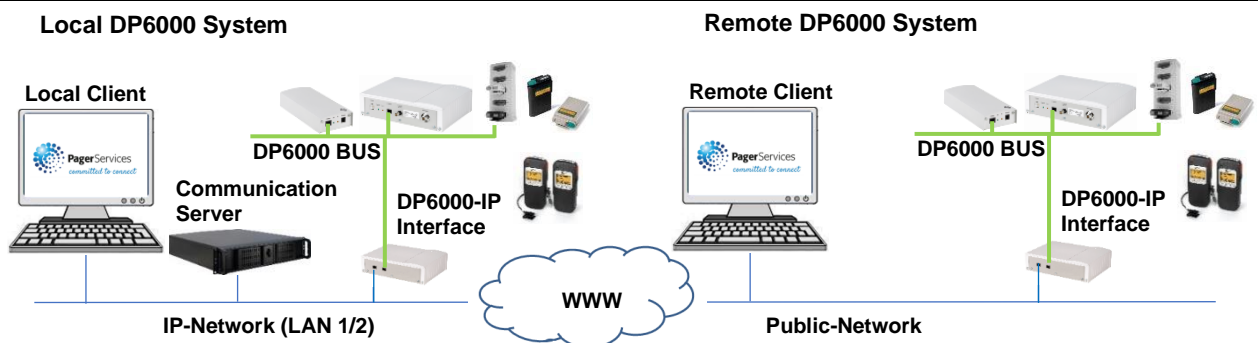 Local DP6000 System
Remote DP6000 System
Local Client
Remote Client
PagerServices
committed to connect
PagerServices
committed to connect
DP6000 BUS
DP6000 BUS
Communication
Server
DP6000-IP
Interface
DP6000-IP
Interface
WWW
IP-Network (LAN 1/2)
Public-Network